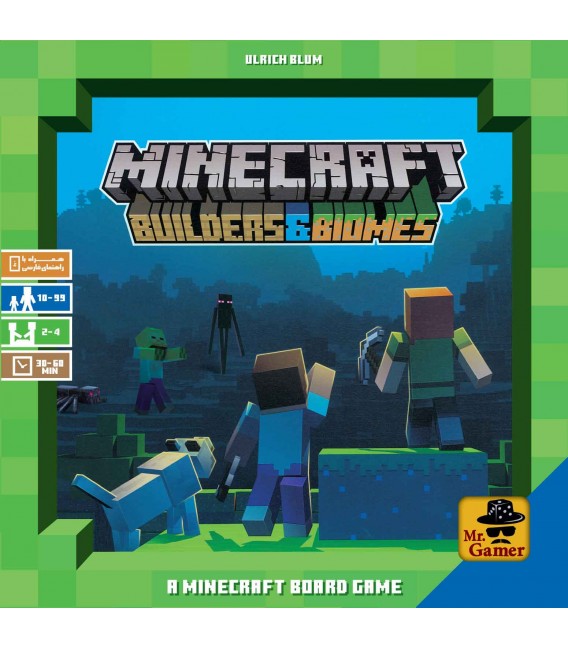 ULRICH BLUM
MINECRAFT
BUILDERS & BIOMES
همــراه با
راهنمای فارسی
10-99
2-4
30-60
MIN
Mr.
Gamer
A MINECRAFT BOARD GAME